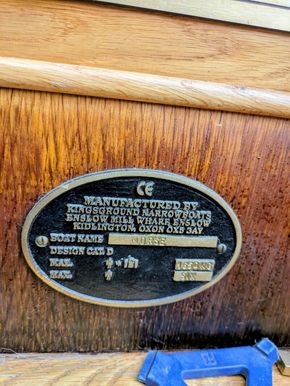 CE
MANUFACTURED BY
KINGSGROUND NARROWBOATS
ENSLOW MILL WHARF ENSLOW
KIDLINGTON, OXON OX5 3AY
BOAT NAME
DESIGN CAT. D
MAX.
MAX.